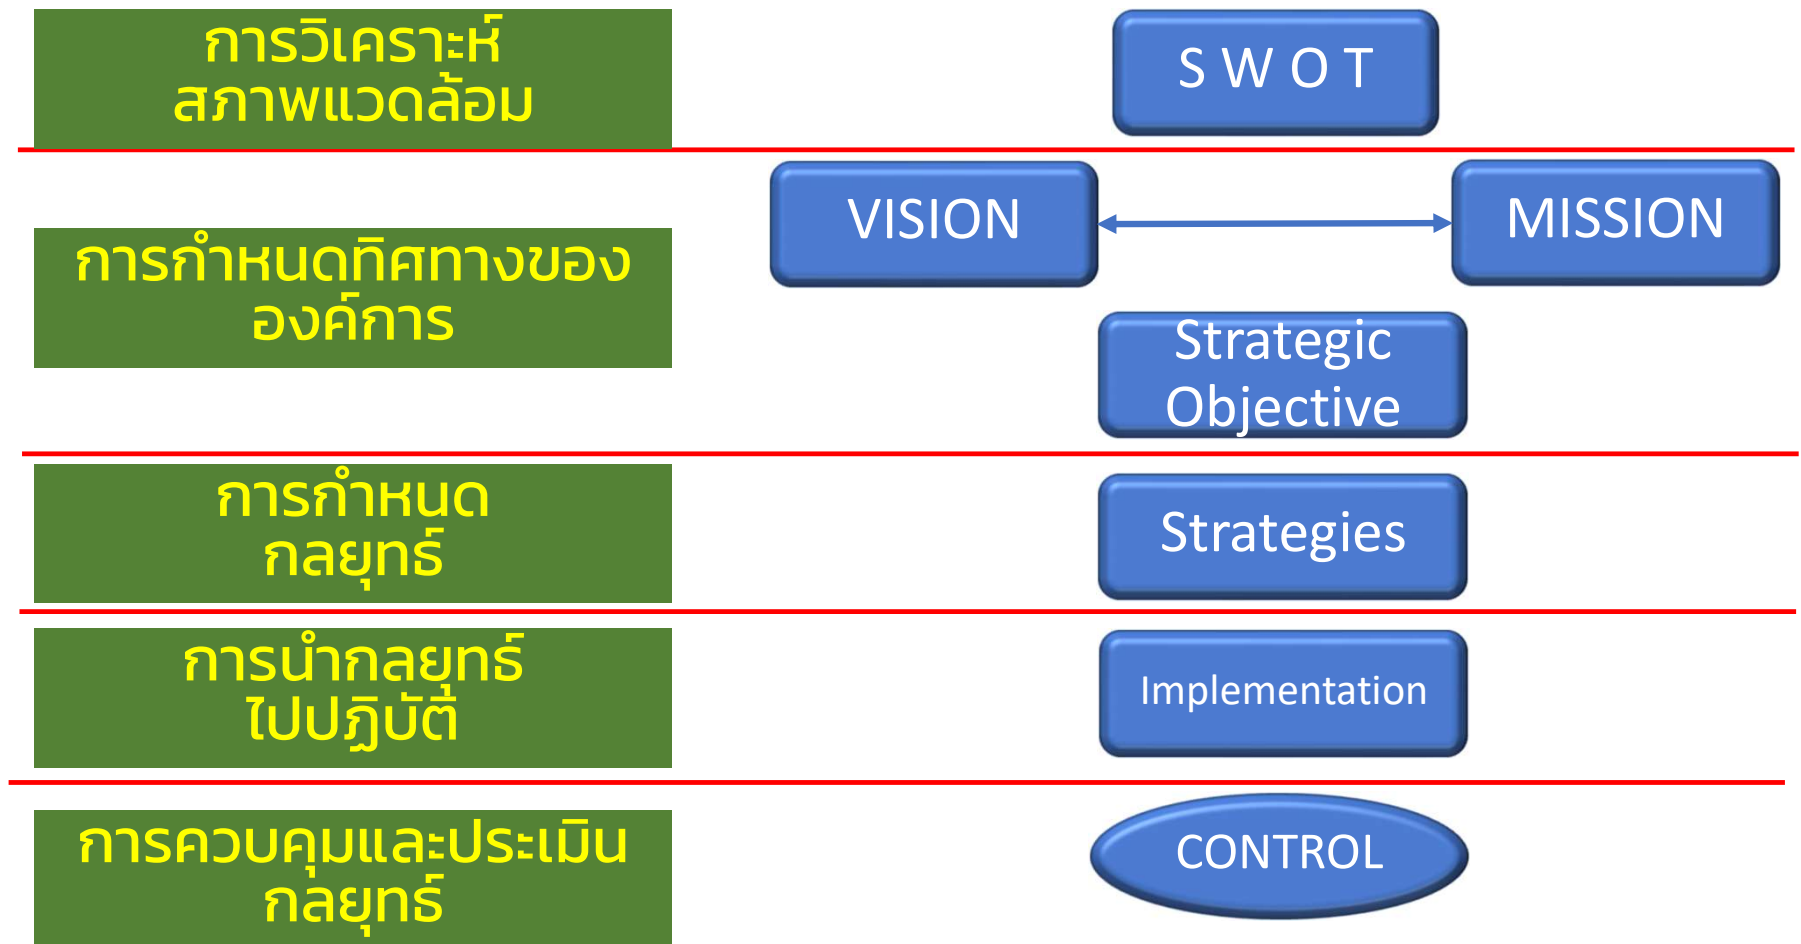 การวิเคราะห์
สภาพแวดล้อม
S W O T
VISION
MISSION
การกำหนดทิศทางของ
องค์การ
Strategic
Objective
การกำหนด
กลยุทธ์
Strategies
การนำกลยุทธ์
ไปปฏิบัติ
Implementation
การควบคุมและประเมิน
กลยุทธ์
CONTROL